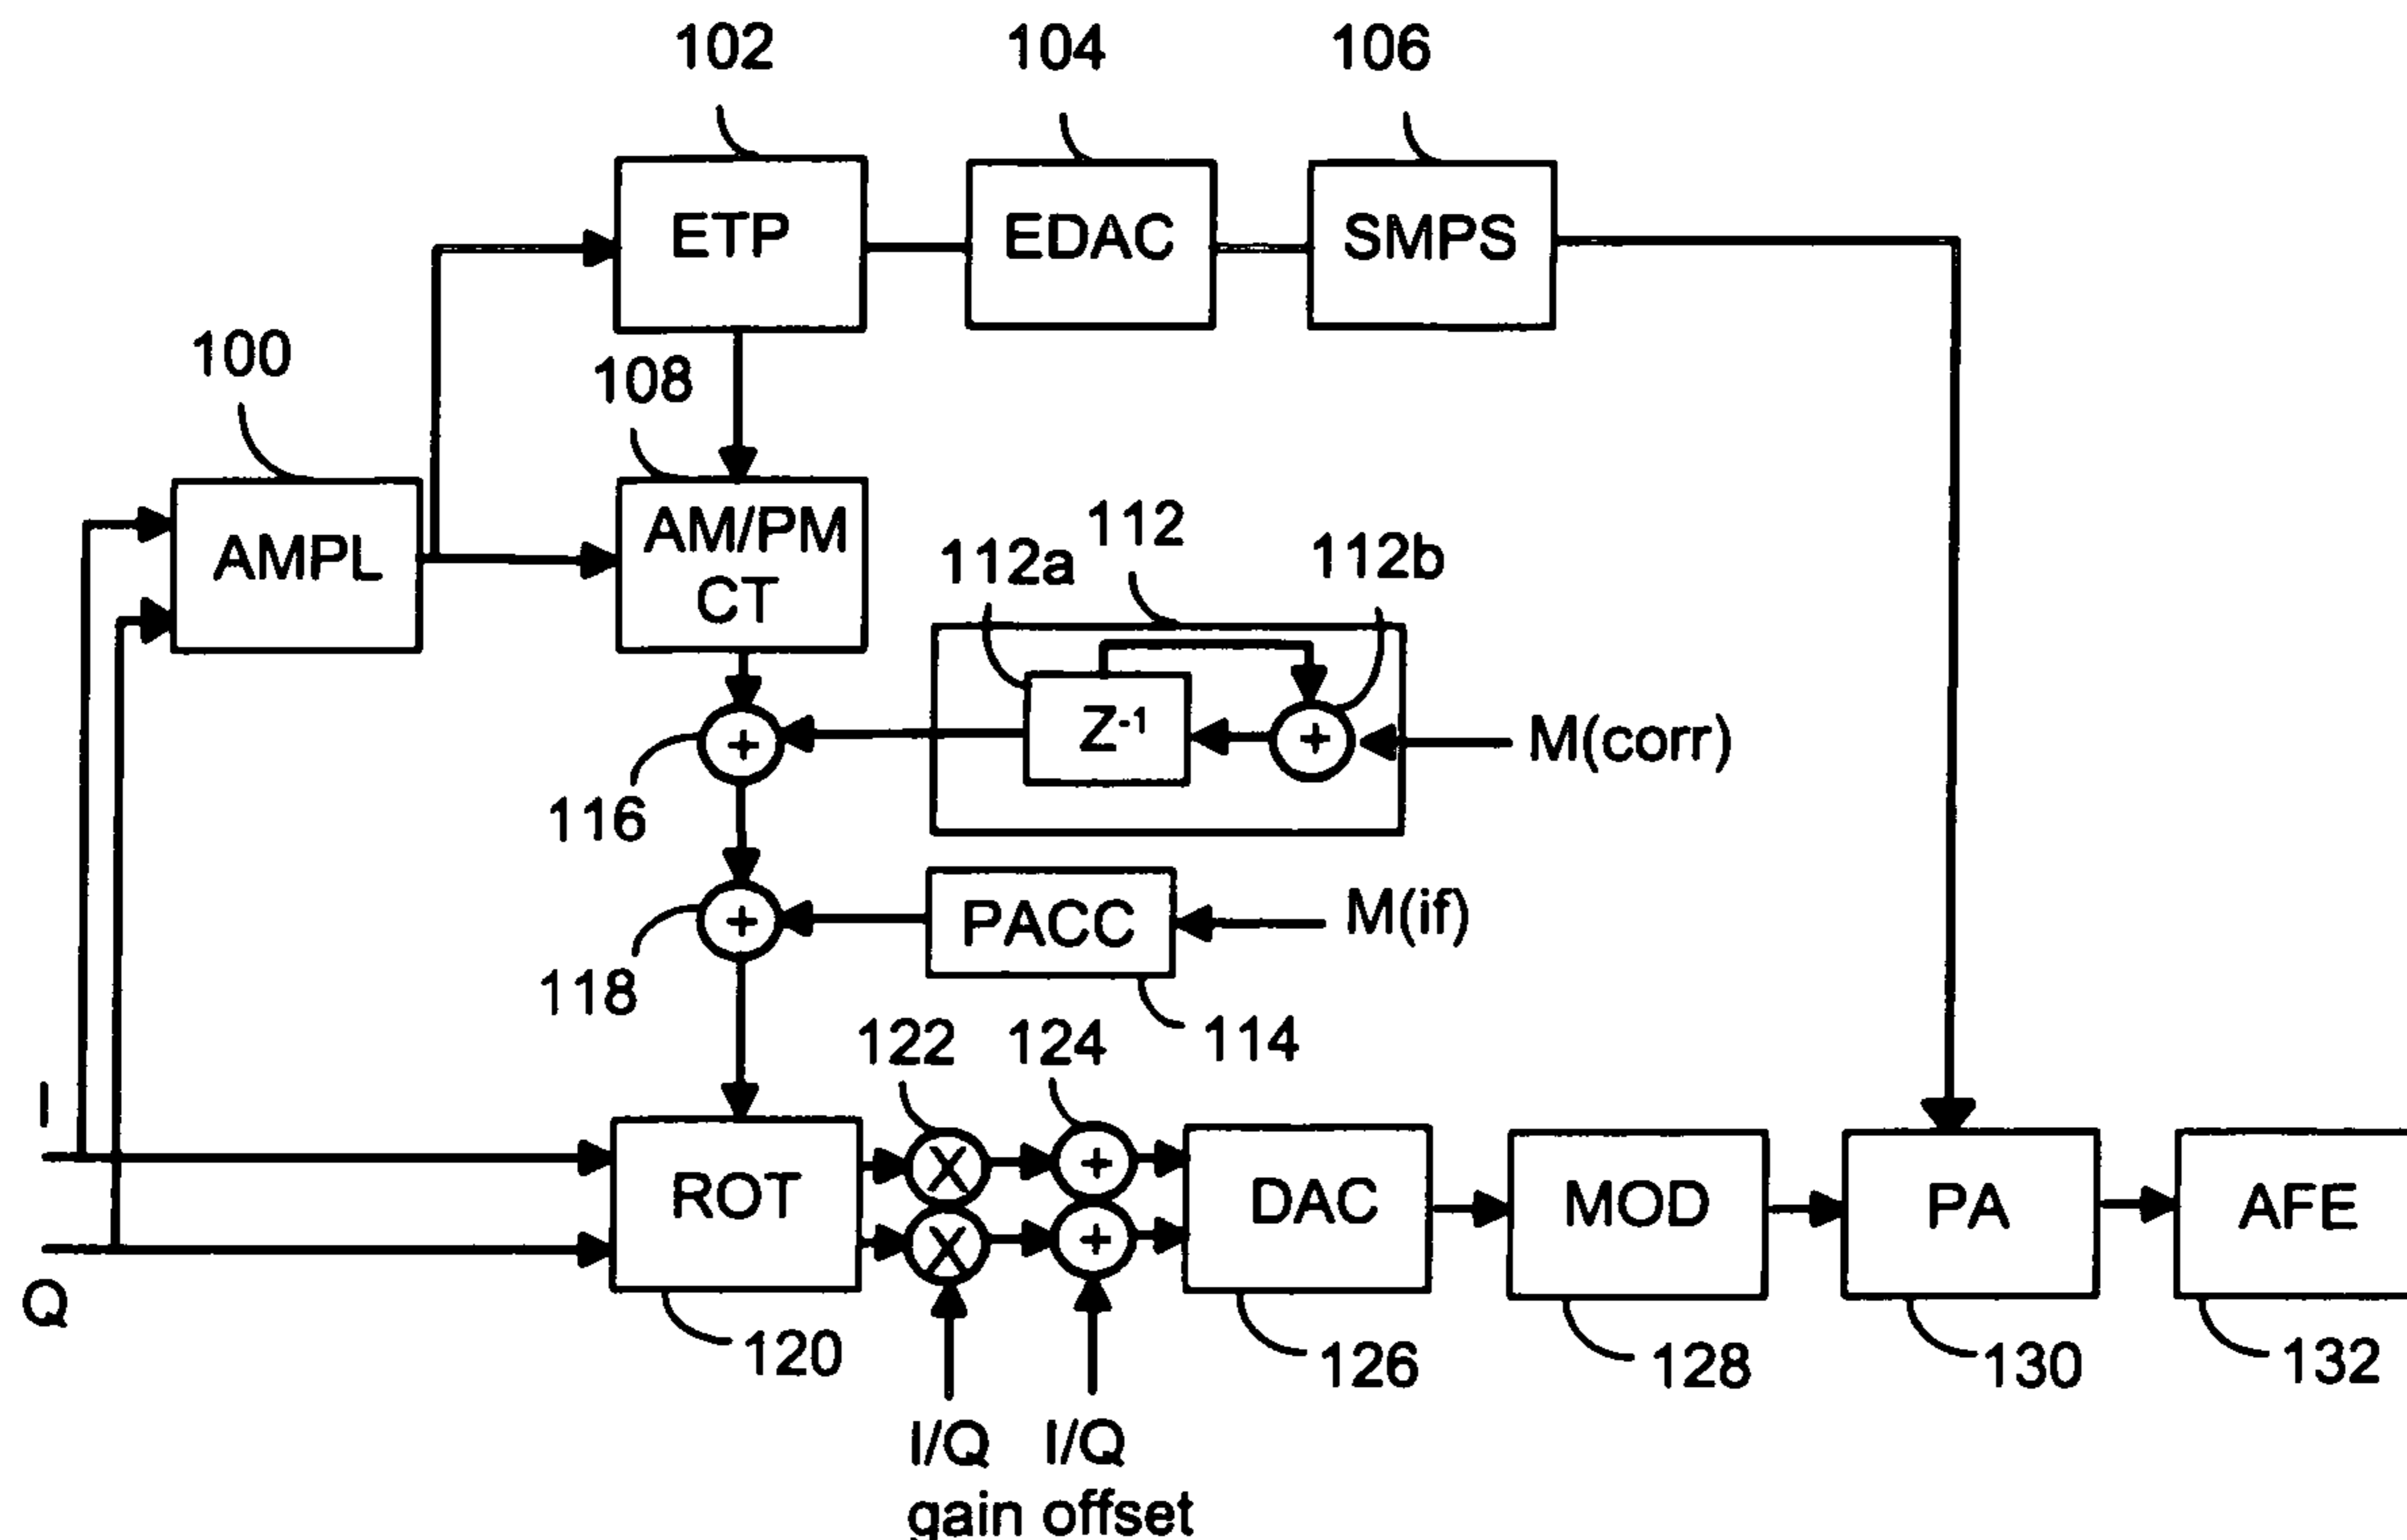 102 104 106
ETP EDAC SMPS
100
108
AMPL
AM/PM
CT
112
112a 112b
Z-1
+
+
M(corr)
116
+
PACC
M(if)
118
114
122 124
I
ROT
X
+
X
+
DAC
MOD
PA
AFE
Q
120
126
128
130
132
I/Q I/Q
gain offset